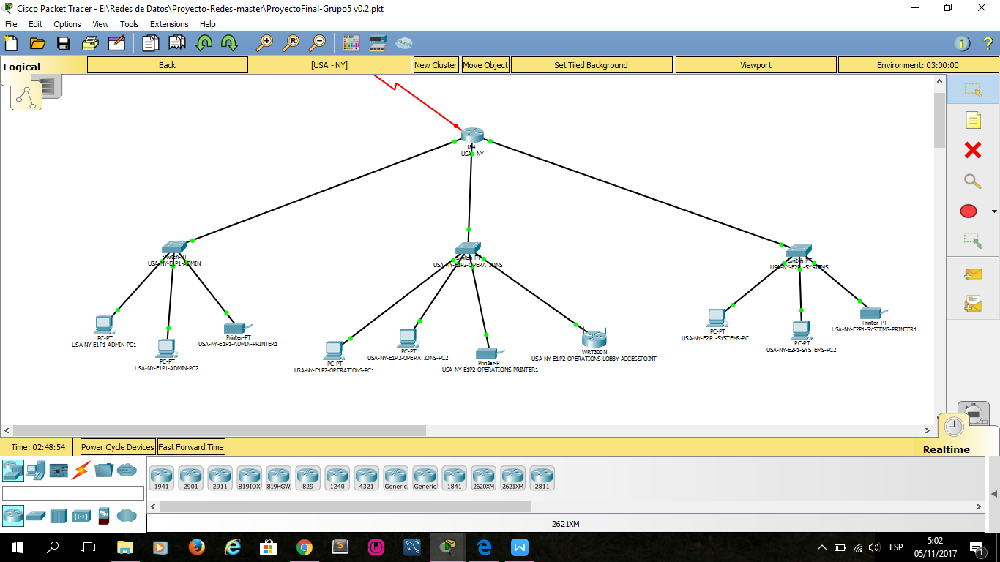 Cisco Packet Tracer - E:\Redes de Datos\Proyecto-Redes-master\ProyectoFinal-Grupo5 v0.2.pkt
File Edit Options View Tools Extensions Help
Logical
Back
[USA - NY]
New Cluster
Move Object
Set Tiled Background
Viewport
Environment: 03:00:00
1841
USA - NY
Switch-PT
USA-NY-E1P1-ADMIN
Switch-PT
USA-NY-E1P2-OPERATIONS
Switch-PT
USA-NY-E2P1-SYSTEMS
PC-PT
USA-NY-E1P1-ADMIN-PC1
PC-PT
USA-NY-E1P1-ADMIN-PC2
Printer-PT
USA-NY-E1P1-ADMIN-PRINTER1
PC-PT
USA-NY-E1P2-OPERATIONS-PC1
PC-PT
USA-NY-E1P2-OPERATIONS-PC2
Printer-PT
USA-NY-E1P2-OPERATIONS-PRINTER1
WRT300N
USA-NY-E1P2-OPERATIONS-LOBBY-ACCESSPOINT
PC-PT
USA-NY-E2P1-SYSTEMS-PC1
PC-PT
USA-NY-E2P1-SYSTEMS-PC2
Printer-PT
USA-NY-E2P1-SYSTEMS-PRINTER1
Time: 02:48:54
Power Cycle Devices
Fast Forward Time
Realtime
1941 2901 2911 819IOX 819HGW 829 1240 4321 Generic Generic 1841 2620XM 2621XM 2811
2621XM
ESP
5:02
05/11/2017